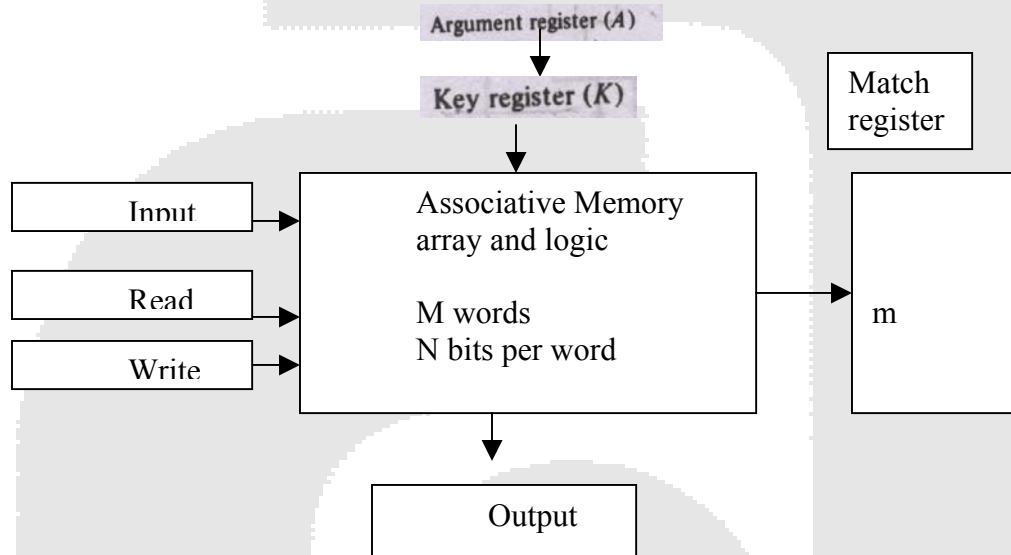 Argument register (A)
Key register (K)
Match
register
Input
Associative Memory
array and logic
Read
M words
m
N bits per word
Write
Output